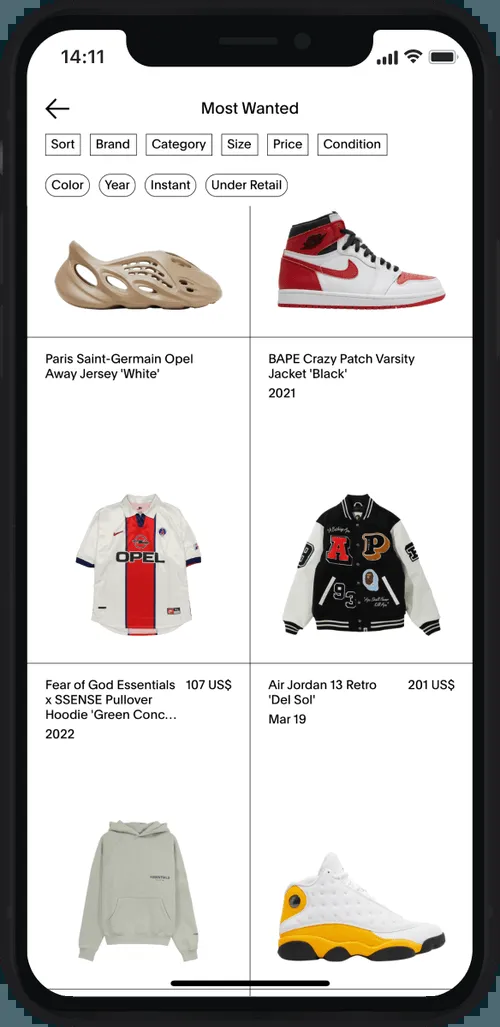 14:11
Most Wanted
Sort Brand Category Size Price Condition
Color Year Instant Under Retail
Paris Saint-Germain Opel
Away Jersey 'White'
BAPE Crazy Patch Varsity
Jacket 'Black'
2021
OPEL
A P
93
Fear of God Essentials 107 US$
x SSENSE Pullover
Hoodie 'Green Conc...
2022
Air Jordan 13 Retro 201 US$
'Del Sol'
Mar 19